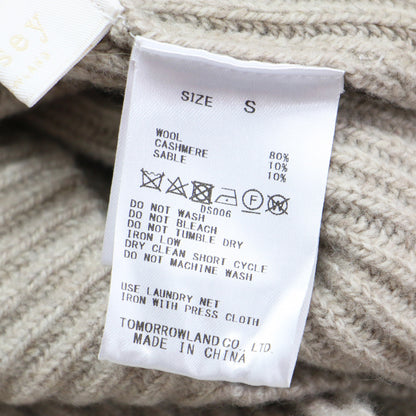 sey
SIZE S
WOOL 80%
CASHMERE 10%
SABLE 10%
F
DS006
DO NOT WASH
DO NOT BLEACH
DO NOT TUMBLE DRY
IRON LOW
DRY CLEAN SHORT CYCLE
DO NOT MACHINE WASH
USE LAUNDRY NET
IRON WITH PRESS CLOTH
TOMORROWLAND CO., LTD.
MADE IN CHINA